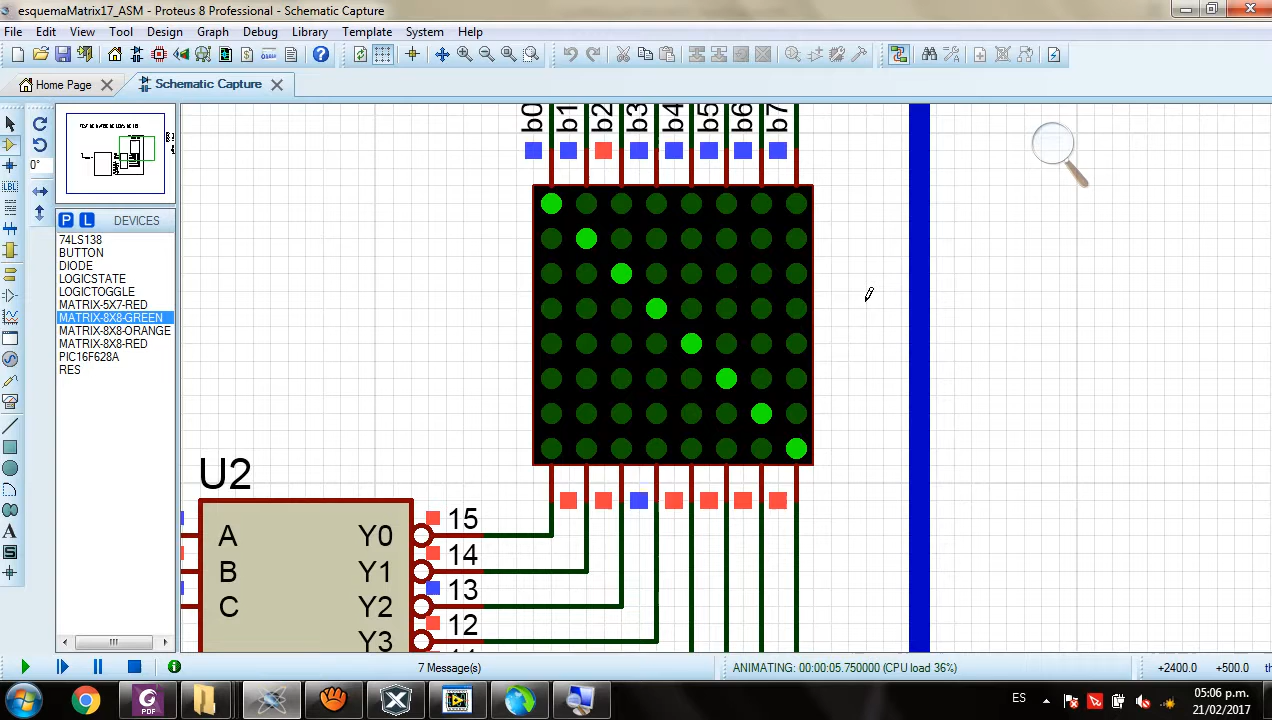 esquemaMatrix17_ASM - Proteus 8 Professional - Schematic Capture
File Edit View Tool Design Graph Debug Library Template System Help
Home Page Schematic Capture
0°
P L DEVICES
74LS138
BUTTON
DIODE
LOGICSTATE
LOGICTOGGLE
MATRIX-5X7-RED
MATRIX-8X8-GREEN
MATRIX-8X8-ORANGE
MATRIX-8X8-RED
PIC16F628A
RES
b0 b1 b2 b3 b4 b5 b6 b7
U2
A Y0 15
B Y1 14
C Y2 13
Y3 12
7 Message(s) ANIMATING: 00:00:05.750000 (CPU load 36%) +2400.0 +500.0 th
PDF
ES 05:06 p.m.
21/02/2017